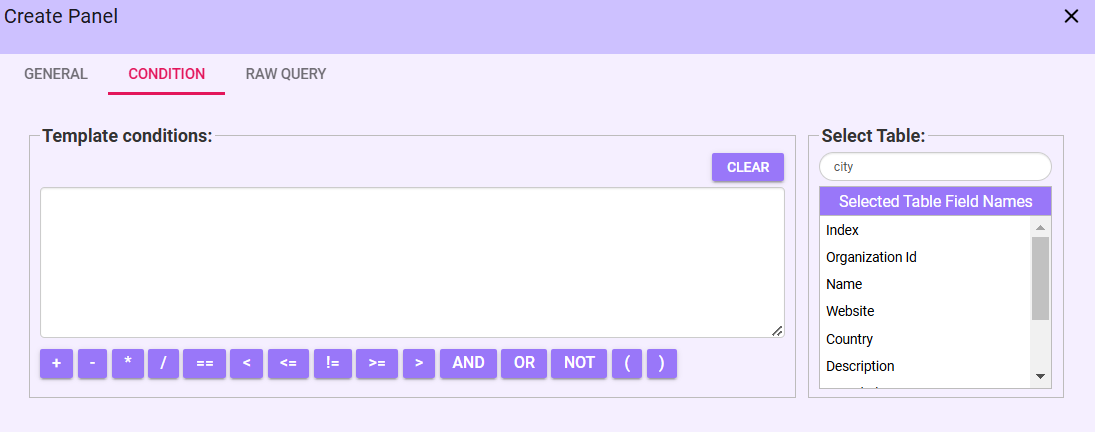 Create Panel
GENERAL CONDITION RAW QUERY
Template conditions:
CLEAR
+ - * / == < <= != >= > AND OR NOT ( )
Select Table:
city
Selected Table Field Names
Index
Organization Id
Name
Website
Country
Description